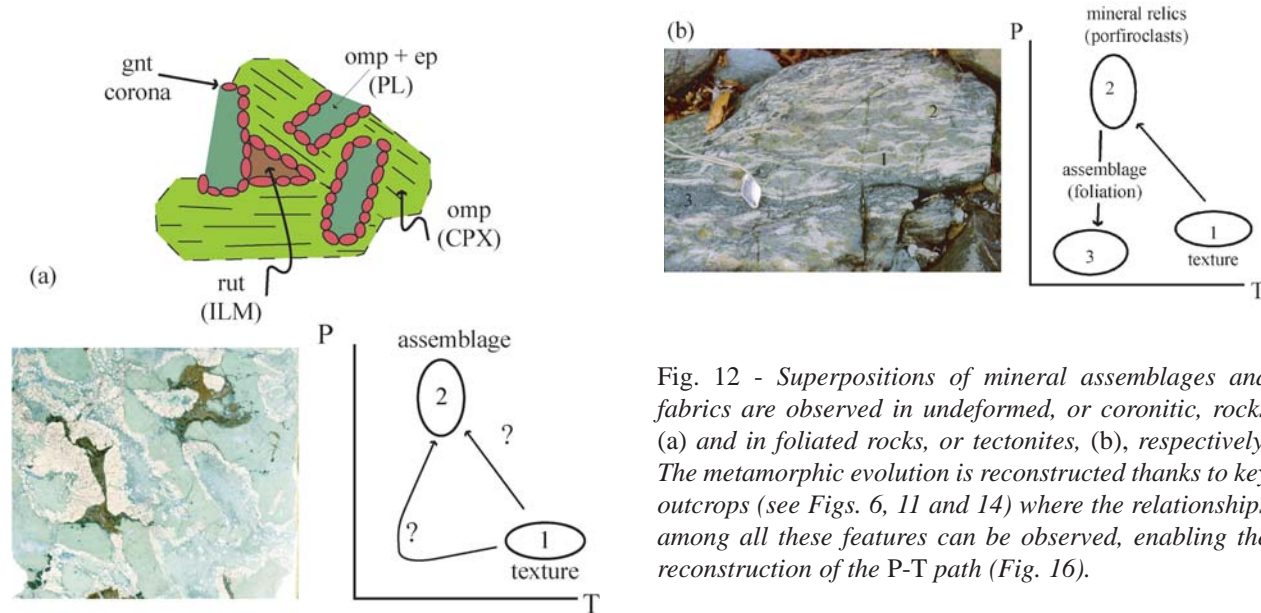 omp + ep
(PL)
gnt
corona
omp
(CPX)
(a)
rut
(ILM)
P
assemblage
2
?
?
1
texture
T
(b)
2
1
3
P
mineral relics
(porfiroclasts)
2
assemblage
(foliation)
1
3
texture
T
Fig. 12 - Superpositions of mineral assemblages and
fabrics are observed in undeformed, or coronitic, rocks
(a) and in foliated rocks, or tectonites, (b), respectively
The metamorphic evolution is reconstructed thanks to key
outcrops (see Figs. 6, 11 and 14) where the relationship
among all these features can be observed, enabling the
reconstruction of the P-T path (Fig. 16).